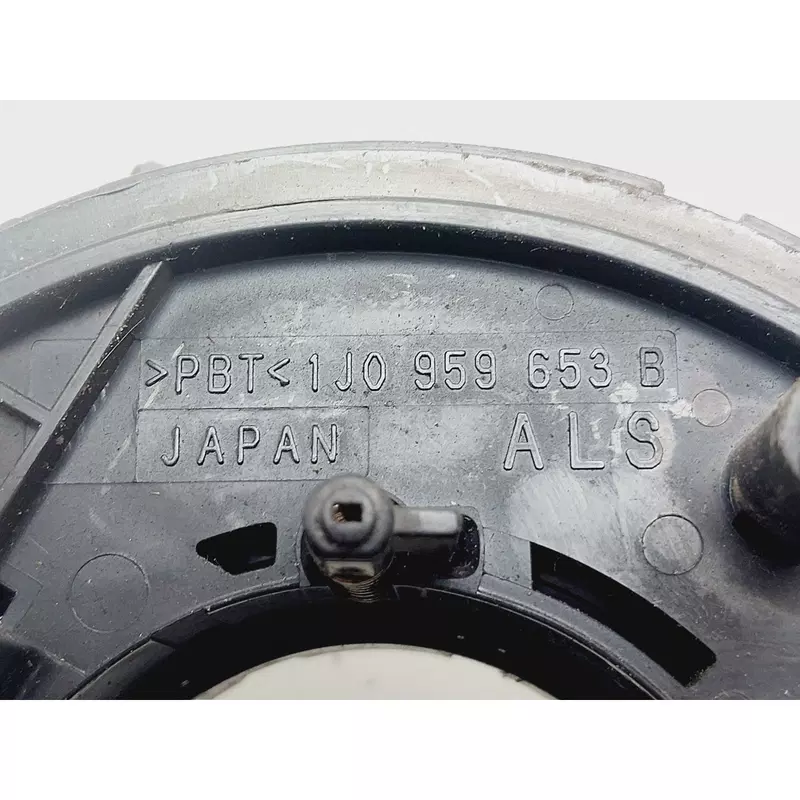 >PBT< 1J0 959 653 B
JAPAN ALS